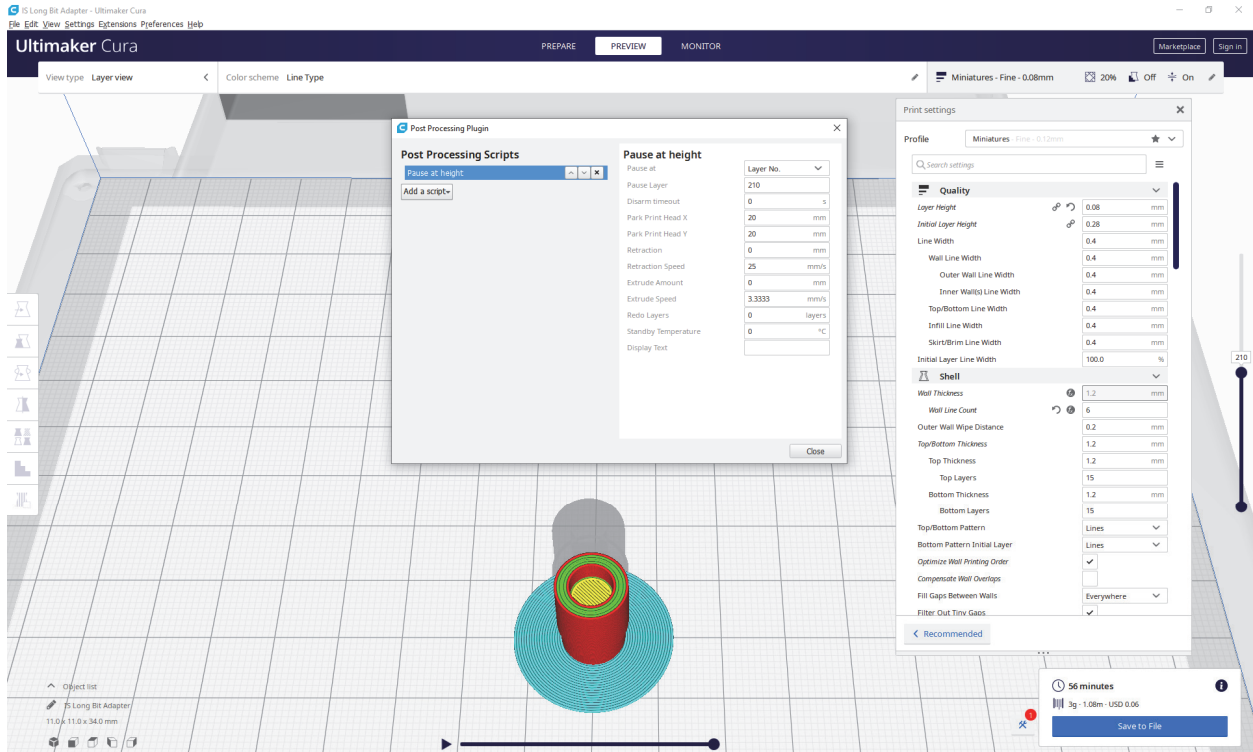 IS Long Bit Adapter - Ultimaker Cura
File Edit View Settings Extensions Preferences Help
Ultimaker Cura
PREPARE PREVIEW MONITOR
Marketplace Sign in
View type Layer view
Color scheme Line Type
Miniatures - Fine - 0.08mm 20% Off On
Post Processing Plugin
Post Processing Scripts
Pause at height
Add a script
Pause at height
Pause at Layer No.
Pause Layer 210
Disarm timeout 0 s
Park Print Head X 20 mm
Park Print Head Y 20 mm
Retraction 0 mm
Retraction Speed 25 mm/s
Extrude Amount 0 mm
Extrude Speed 3.3333 mm/s
Redo Layers 0 layers
Standby Temperature 0 °C
Display Text
Close
Print settings
Profile Miniatures - Fine - 0.12mm
Search settings
Quality
Layer Height 0.08 mm
Initial Layer Height 0.28 mm
Line Width 0.4 mm
Wall Line Width 0.4 mm
Outer Wall Line Width 0.4 mm
Inner Wall(s) Line Width 0.4 mm
Top/Bottom Line Width 0.4 mm
Infill Line Width 0.4 mm
Skirt/Brim Line Width 0.4 mm
Initial Layer Line Width 100.0 %
Shell
Wall Thickness 1.2 mm
Wall Line Count 6
Outer Wall Wipe Distance 0.2 mm
Top/Bottom Thickness 1.2 mm
Top Thickness 1.2 mm
Top Layers 15
Bottom Thickness 1.2 mm
Bottom Layers 15
Top/Bottom Pattern Lines
Bottom Pattern Initial Layer Lines
Optimize Wall Printing Order
Compensate Wall Overlaps
Fill Gaps Between Walls Everywhere
Filter Out Tiny Gaps
Recommended
210
Object list
IS Long Bit Adapter
11.0 x 11.0 x 34.0 mm
56 minutes
3g · 1.08m · USD 0.06
1
Save to File